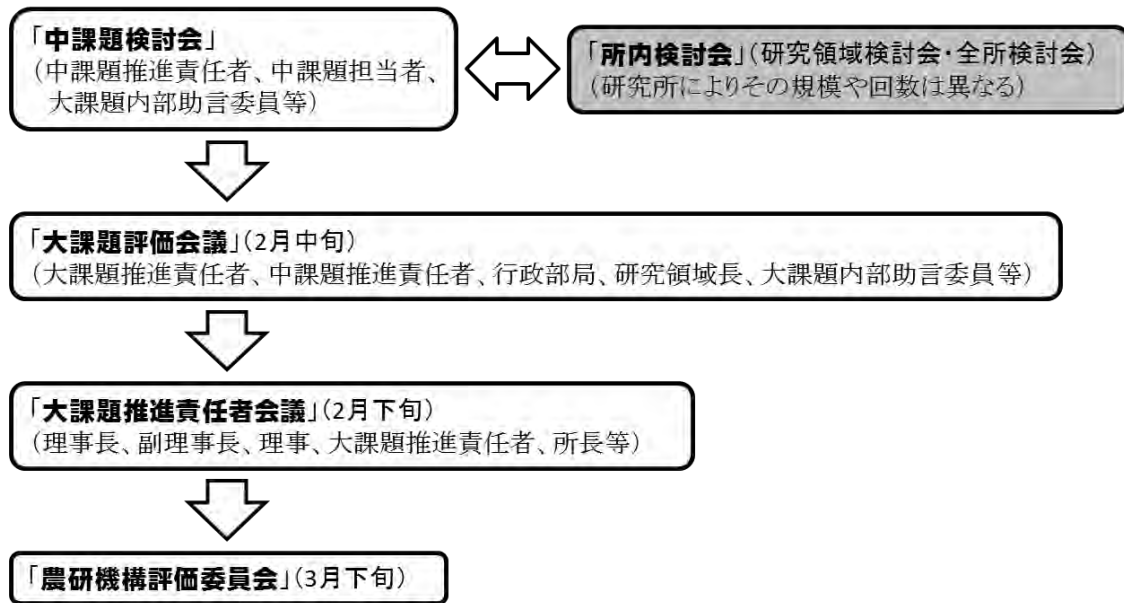 「中課題検討会」
（中課題推進責任者、中課題担当者、
大課題内部助言委員等）
「所内検討会」（研究領域検討会・全所検討会）
（研究所によりその規模や回数は異なる）
「大課題評価会議」（2月中旬）
（大課題推進責任者、中課題推進責任者、行政部局、研究領域長、大課題内部助言委員等）
「大課題推進責任者会議」（2月下旬）
（理事長、副理事長、理事、大課題推進責任者、所長等）
「農研機構評価委員会」（3月下旬）